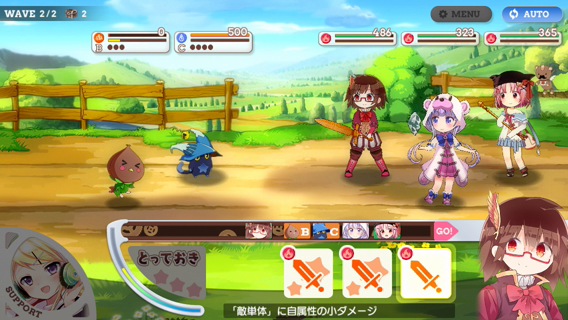 WAVE 2/2 2
MENU
AUTO
B 0
C 500
486
323
365
B C GO!
SUPPORT
とっておき
「敵単体」に自属性の小ダメージ